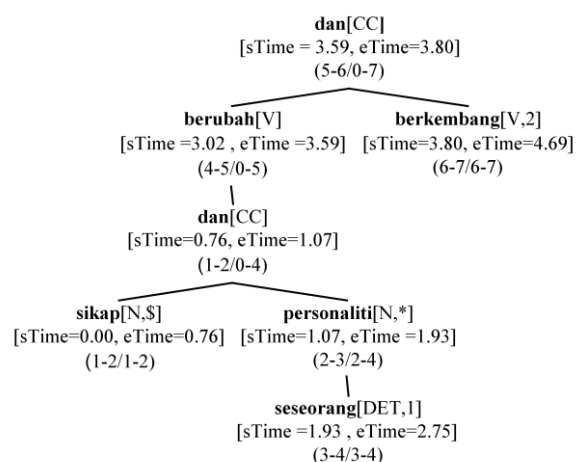 dan[CC]
[sTime = 3.59, eTime=3.80]
(5-6/0-7)
berubah[V]
[sTime =3.02 , eTime =3.59]
(4-5/0-5)
berkembang[V,2]
[sTime=3.80, eTime=4.69]
(6-7/6-7)
dan[CC]
[sTime=0.76, eTime=1.07]
(1-2/0-4)
sikap[N,$]
[sTime=0.00, eTime=0.76]
(1-2/1-2)
personaliti[N,*]
[sTime=1.07, eTime =1.93]
(2-3/2-4)
seseorang[DET,1]
[sTime =1.93 , eTime=2.75]
(3-4/3-4)